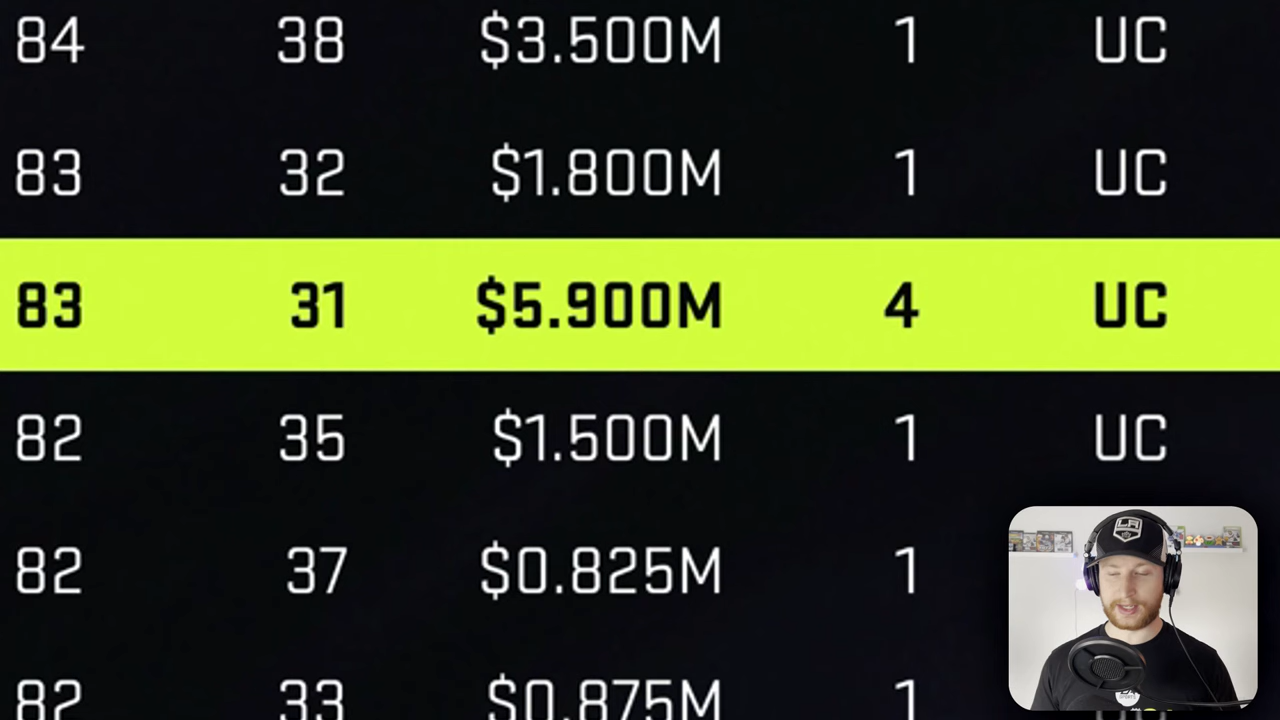 84 38 $3.500M 1 UC
83 32 $1.800M 1 UC
83 31 $5.900M 4 UC
82 35 $1.500M 1 UC
82 37 $0.825M 1
82 33 $0.875M 1
LA